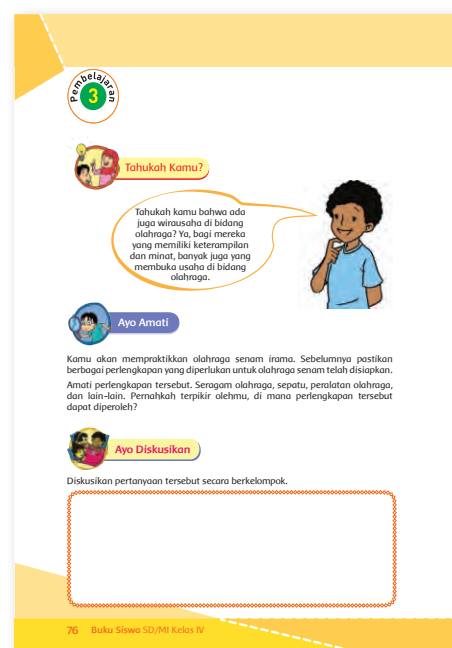 Pembelajaran
3
Tahukah Kamu?
Tahukah kamu bahwa ada
juga wirausaha di bidang
olahraga? Ya, bagi mereka
yang memiliki keterampilan
dan minat, banyak juga yang
membuka usaha di bidang
olahraga.
Ayo Amati
Kamu akan mempraktikkan olahraga senam irama. Sebelumnya pastikan
berbagai perlengkapan yang diperlukan untuk olahraga senam telah disiapkan.
Amati perlengkapan tersebut. Seragam olahraga, sepatu, peralatan olahraga,
dan lain-lain. Pernahkah terpikir olehmu, di mana perlengkapan tersebut
dapat diperoleh?
Ayo Diskusikan
Diskusikan pertanyaan tersebut secara berkelompok.
76 Buku Siswa SD/MI Kelas IV